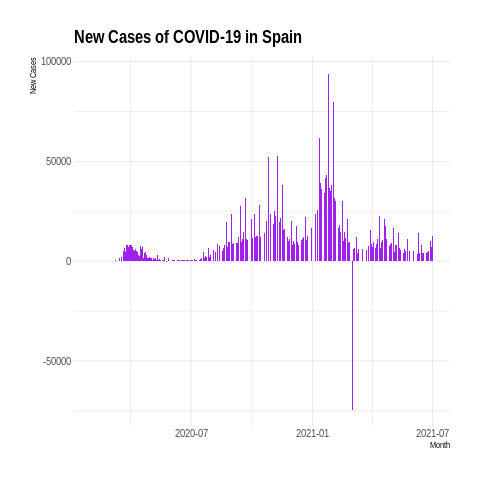 New Cases of COVID-19 in Spain
New Cases
100000
50000
0
-50000
2020-07
2021-01
2021-07
Month